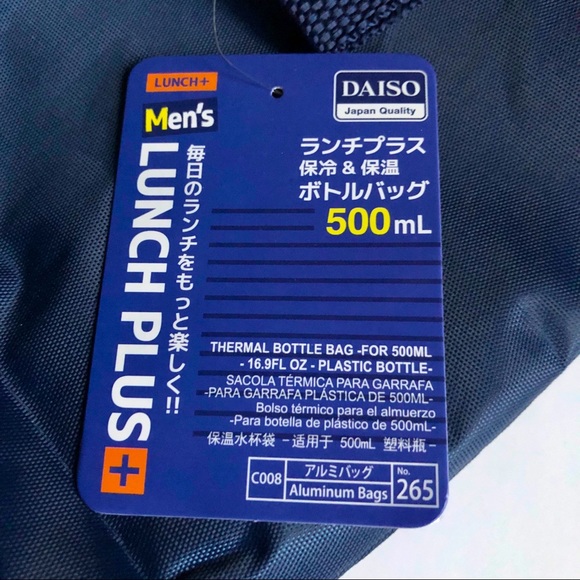 LUNCH+
Men's
LUNCH PLUS+
毎日のランチをもっと楽しく!!
DAISO
Japan Quality
ランチプラス
保冷&保温
ボトルバッグ
500mL
THERMAL BOTTLE BAG -FOR 500ML
- 16.9FL OZ - PLASTIC BOTTLE-
SACOLA TÉRMICA PARA GARRAFA
-PARA GARRAFA PLÁSTICA DE 500ML-
Bolso térmico para el almuerzo
-Para botella de plástico de 500mL-
保温水杯袋 -适用于 500mL 塑料瓶-
C008 アルミバッグ No.
Aluminum Bags 265